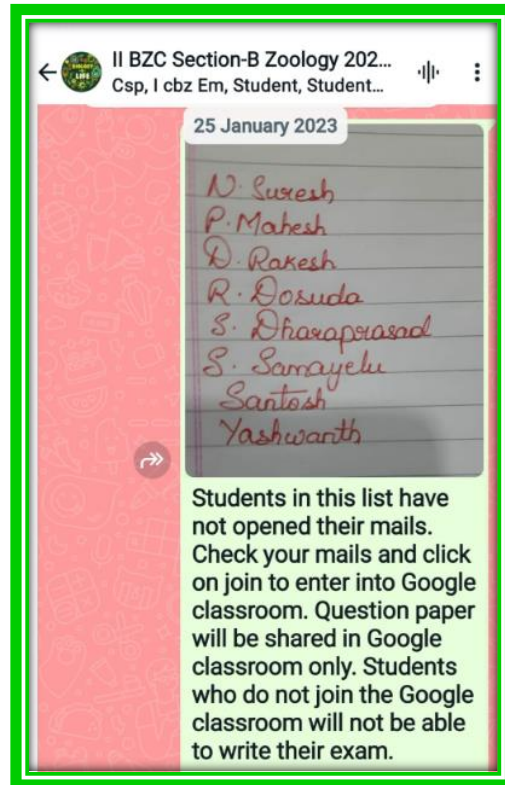 II BZC Section-B Zoology 202...
Csp, I cbz Em, Student, Student...
25 January 2023
N. Suresh
P. Mahesh
D. Rakesh
R. Dosuda
S. Dharaprasad
S. Samayelu
Santosh
Yashwanth
Students in this list have
not opened their mails.
Check your mails and click
on join to enter into Google
classroom. Question paper
will be shared in Google
classroom only. Students
who do not join the Google
classroom will not be able
to write their exam.